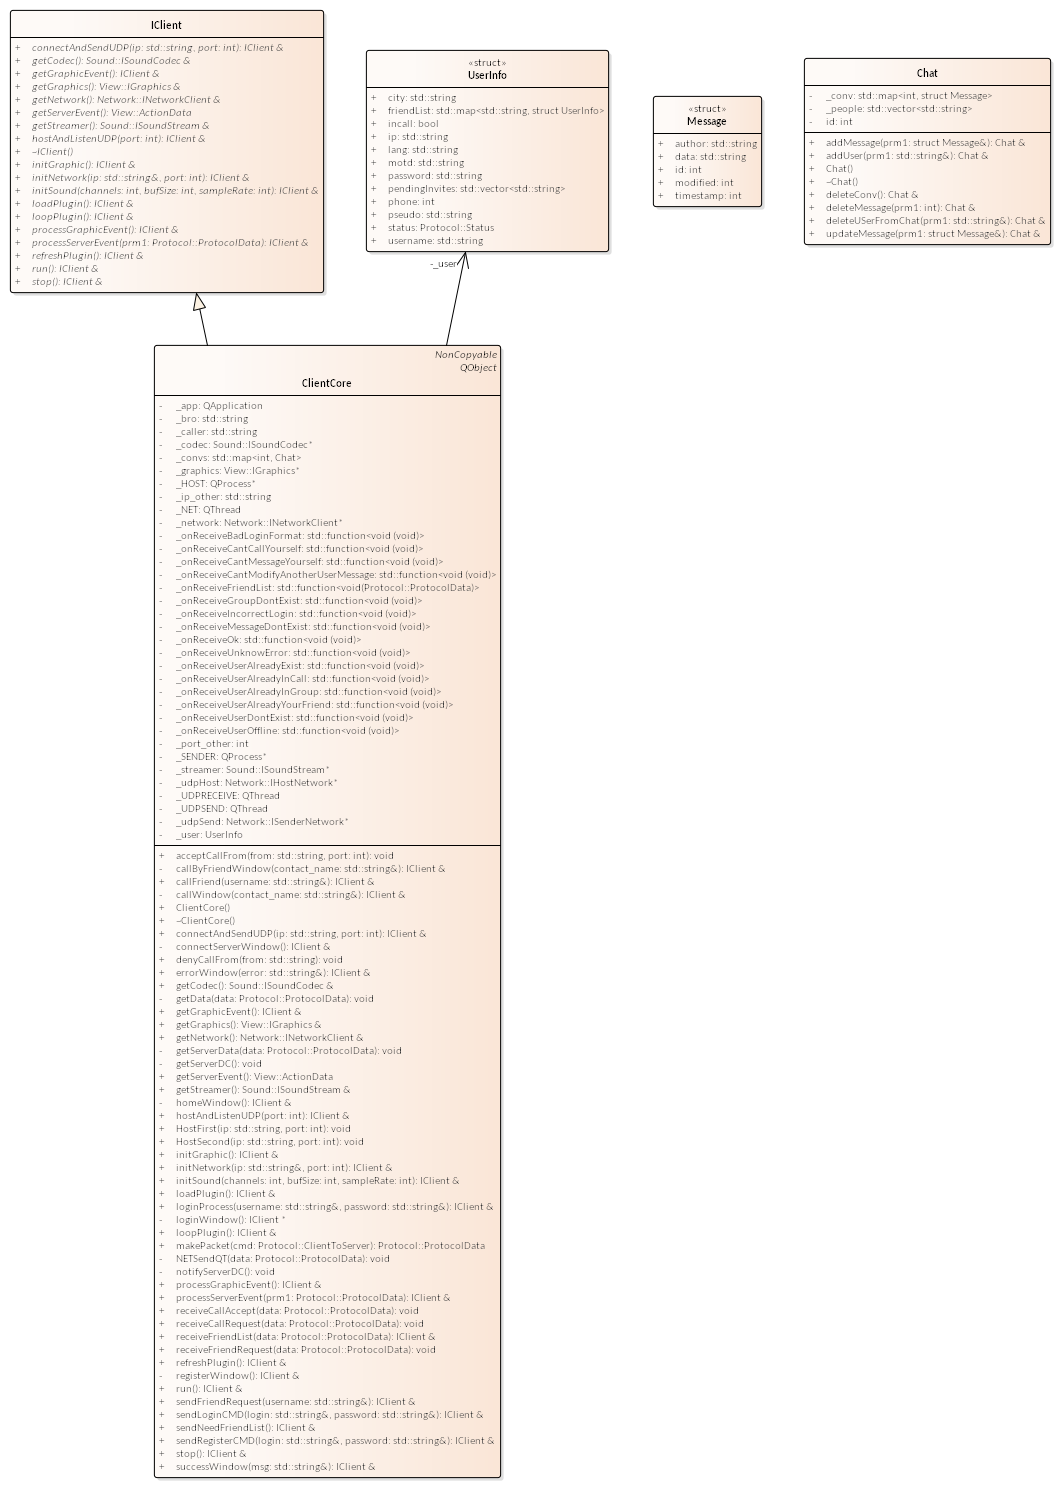 IClient
+ connectAndSendUDP(ip: std::string, port: int): IClient &
+ getCodec(): Sound::ISoundCodec &
+ getGraphicEvent(): IClient &
+ getGraphics(): View::IGraphics &
+ getNetwork(): Network::INetworkClient &
+ getServerEvent(): View::ActionData
+ getStreamer(): Sound::ISoundStream &
+ hostAndListenUDP(port: int): IClient &
+ ~IClient()
+ initGraphic(): IClient &
+ initNetwork(ip: std::string&, port: int): IClient &
+ initSound(channels: int, bufSize: int, sampleRate: int): IClient &
+ loadPlugin(): IClient &
+ loopPlugin(): IClient &
+ processGraphicEvent(): IClient &
+ processServerEvent(prm1: Protocol::ProtocolData): IClient &
+ refreshPlugin(): IClient &
+ run(): IClient &
+ stop(): IClient &
«struct»
UserInfo
+ city: std::string
+ friendList: std::map<std::string, struct UserInfo>
+ incall: bool
+ ip: std::string
+ lang: std::string
+ motd: std::string
+ password: std::string
+ pendingInvites: std::vector<std::string>
+ phone: int
+ pseudo: std::string
+ status: Protocol::Status
+ username: std::string
«struct»
Message
+ author: std::string
+ data: std::string
+ id: int
+ modified: int
+ timestamp: int
Chat
- _conv: std::map<int, struct Message>
- _people: std::vector<std::string>
- id: int
+ addMessage(prm1: struct Message&): Chat &
+ addUser(prm1: std::string&): Chat &
+ Chat()
+ ~Chat()
+ deleteConv(): Chat &
+ deleteMessage(prm1: int): Chat &
+ deleteUSerFromChat(prm1: std::string&): Chat &
+ updateMessage(prm1: struct Message&): Chat &
-_user
NonCopyable
QObject
ClientCore
- _app: QApplication
- _bro: std::string
- _caller: std::string
- _codec: Sound::ISoundCodec*
- _convs: std::map<int, Chat>
- _graphics: View::IGraphics*
- _HOST: QProcess*
- _ip_other: std::string
- _NET: QThread
- _network: Network::INetworkClient*
- _onReceiveBadLoginFormat: std::function<void (void)>
- _onReceiveCantCallYourself: std::function<void (void)>
- _onReceiveCantMessageYourself: std::function<void (void)>
- _onReceiveCantModifyAnotherUserMessage: std::function<void (void)>
- _onReceiveFriendList: std::function<void(Protocol::ProtocolData)>
- _onReceiveGroupDontExist: std::function<void (void)>
- _onReceiveIncorrectLogin: std::function<void (void)>
- _onReceiveMessageDontExist: std::function<void (void)>
- _onReceiveOk: std::function<void (void)>
- _onReceiveUnknowError: std::function<void (void)>
- _onReceiveUserAlreadyExist: std::function<void (void)>
- _onReceiveUserAlreadyInCall: std::function<void (void)>
- _onReceiveUserAlreadyInGroup: std::function<void (void)>
- _onReceiveUserAlreadyYourFriend: std::function<void (void)>
- _onReceiveUserDontExist: std::function<void (void)>
- _onReceiveUserOffline: std::function<void (void)>
- _port_other: int
- _SENDER: QProcess*
- _streamer: Sound::ISoundStream*
- _udpHost: Network::IHostNetwork*
- _UDPRECEIVE: QThread
- _UDPSEND: QThread
- _udpSend: Network::ISenderNetwork*
- _user: UserInfo
+ acceptCallFrom(from: std::string, port: int): void
- callByFriendWindow(contact_name: std::string&): IClient &
+ callFriend(username: std::string&): IClient &
- callWindow(contact_name: std::string&): IClient &
+ ClientCore()
+ ~ClientCore()
+ connectAndSendUDP(ip: std::string, port: int): IClient &
- connectServerWindow(): IClient &
+ denyCallFrom(from: std::string): void
+ errorWindow(error: std::string&): IClient &
+ getCodec(): Sound::ISoundCodec &
- getData(data: Protocol::ProtocolData): void
+ getGraphicEvent(): IClient &
+ getGraphics(): View::IGraphics &
+ getNetwork(): Network::INetworkClient &
- getServerData(data: Protocol::ProtocolData): void
- getServerDC(): void
+ getServerEvent(): View::ActionData
+ getStreamer(): Sound::ISoundStream &
- homeWindow(): IClient &
+ hostAndListenUDP(port: int): IClient &
+ HostFirst(ip: std::string, port: int): void
+ HostSecond(ip: std::string, port: int): void
+ initGraphic(): IClient &
+ initNetwork(ip: std::string&, port: int): IClient &
+ initSound(channels: int, bufSize: int, sampleRate: int): IClient &
+ loadPlugin(): IClient &
+ loginProcess(username: std::string&, password: std::string&): IClient &
- loginWindow(): IClient *
+ loopPlugin(): IClient &
+ makePacket(cmd: Protocol::ClientToServer): Protocol::ProtocolData
- NETSendQT(data: Protocol::ProtocolData): void
- notifyServerDC(): void
+ processGraphicEvent(): IClient &
+ processServerEvent(prm1: Protocol::ProtocolData): IClient &
+ receiveCallAccept(data: Protocol::ProtocolData): void
+ receiveCallRequest(data: Protocol::ProtocolData): void
+ receiveFriendList(data: Protocol::ProtocolData): IClient &
+ receiveFriendRequest(data: Protocol::ProtocolData): void
+ refreshPlugin(): IClient &
- registerWindow(): IClient &
+ run(): IClient &
+ sendFriendRequest(username: std::string&): IClient &
+ sendLoginCMD(login: std::string&, password: std::string&): IClient &
+ sendNeedFriendList(): IClient &
+ sendRegisterCMD(login: std::string&, password: std::string&): IClient &
+ stop(): IClient &
+ successWindow(msg: std::string&): IClient &